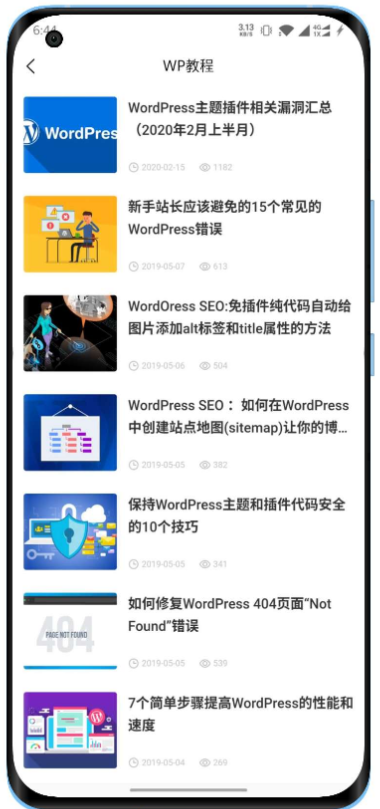 6:44
3.13
KB/S
4G
1X
WP教程
WordPress
WordPress主题插件相关漏洞汇总
（2020年2月上半月）
2020-02-15 1182
新手站长应该避免的15个常见的
WordPress错误
2019-05-07 613
WordOress SEO:免插件纯代码自动给
图片添加alt标签和title属性的方法
2019-05-06 504
WordPress SEO ：如何在WordPress
中创建站点地图(sitemap)让你的博...
2019-05-05 382
保持WordPress主题和插件代码安全
的10个技巧
2019-05-05 341
404
PAGE NOT FOUND
如何修复WordPress 404页面“Not
Found”错误
2019-05-05 539
7个简单步骤提高WordPress的性能和
速度
2019-05-04 269